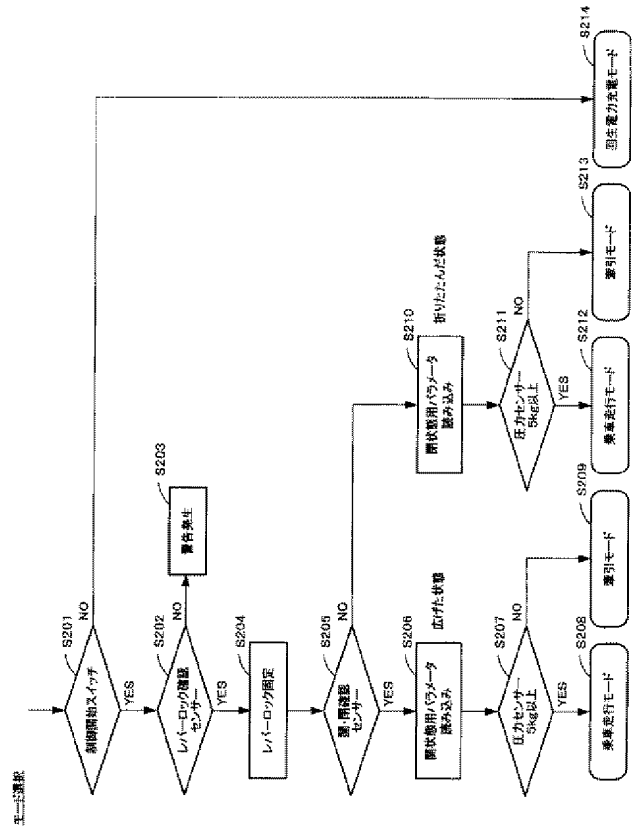 モード選択
S201
制御開始スイッチ
NO
YES
S202
レバーロック確認
センサー
NO
S203
警告発生
YES
S204
レバーロック固定
S205
開・閉確認
センサー
NO
YES
S206
開状態用パラメータ
読み込み
広げた状態
S207
圧力センサー
5kg以上
NO
YES
S208
乗車走行モード
S209
牽引モード
S210
閉状態用パラメータ
読み込み
折りたたんだ状態
S211
圧力センサー
5kg以上
NO
YES
S212
乗車走行モード
S213
牽引モード
S214
回生電力充電モード